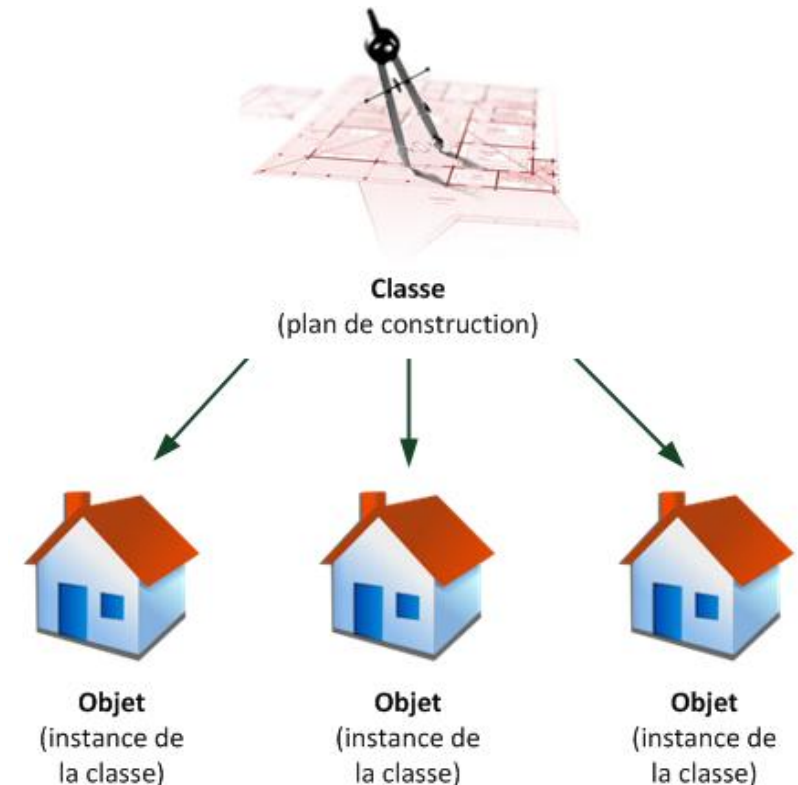 Classe
(plan de construction)
Objet
(instance de
la classe)
Objet
(instance de
la classe)
Objet
(instance de
la classe)